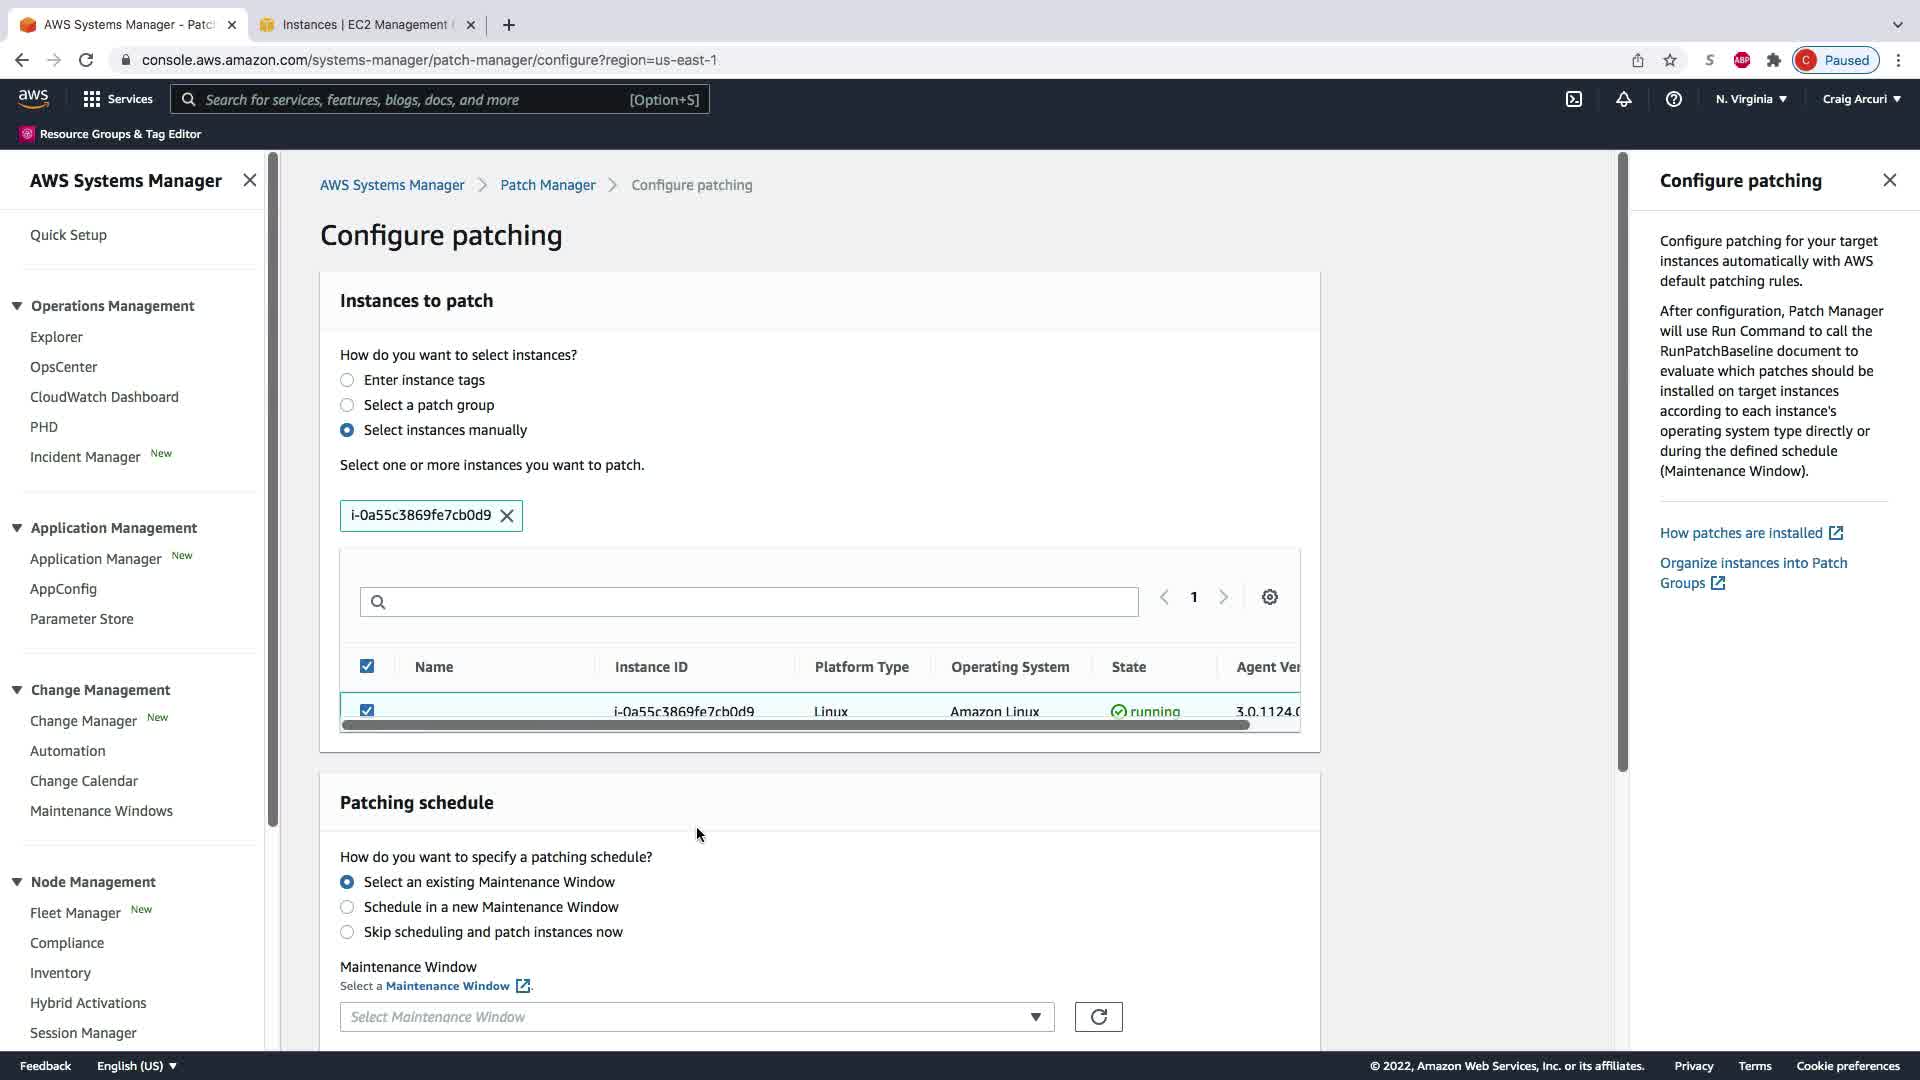 AWS Systems Manager - Patc
Instances | EC2 Management
console.aws.amazon.com/systems-manager/patch-manager/configure?region=us-east-1
S
ABP
C
Paused
aws
Services
Search for services, features, blogs, docs, and more
[Option+S]
N. Virginia
Craig Arcuri
Resource Groups & Tag Editor
AWS Systems Manager
Quick Setup
Operations Management
Explorer
OpsCenter
CloudWatch Dashboard
PHD
Incident Manager New
Application Management
Application Manager New
AppConfig
Parameter Store
Change Management
Change Manager New
Automation
Change Calendar
Maintenance Windows
Node Management
Fleet Manager New
Compliance
Inventory
Hybrid Activations
Session Manager
AWS Systems Manager > Patch Manager > Configure patching
Configure patching
Instances to patch
How do you want to select instances?
Enter instance tags
Select a patch group
Select instances manually
Select one or more instances you want to patch.
i-0a55c3869fe7cb0d9
1
Name Instance ID Platform Type Operating System State Agent Ver
i-0a55c3869fe7cb0d9 Linux Amazon Linux running 3.0.1124.0
Patching schedule
How do you want to specify a patching schedule?
Select an existing Maintenance Window
Schedule in a new Maintenance Window
Skip scheduling and patch instances now
Maintenance Window
Select a Maintenance Window .
Select Maintenance Window
Configure patching
Configure patching for your target
instances automatically with AWS
default patching rules.
After configuration, Patch Manager
will use Run Command to call the
RunPatchBaseline document to
evaluate which patches should be
installed on target instances
according to each instance's
operating system type directly or
during the defined schedule
(Maintenance Window).
How patches are installed
Organize instances into Patch
Groups
Feedback
English (US)
© 2022, Amazon Web Services, Inc. or its affiliates.
Privacy
Terms
Cookie preferences